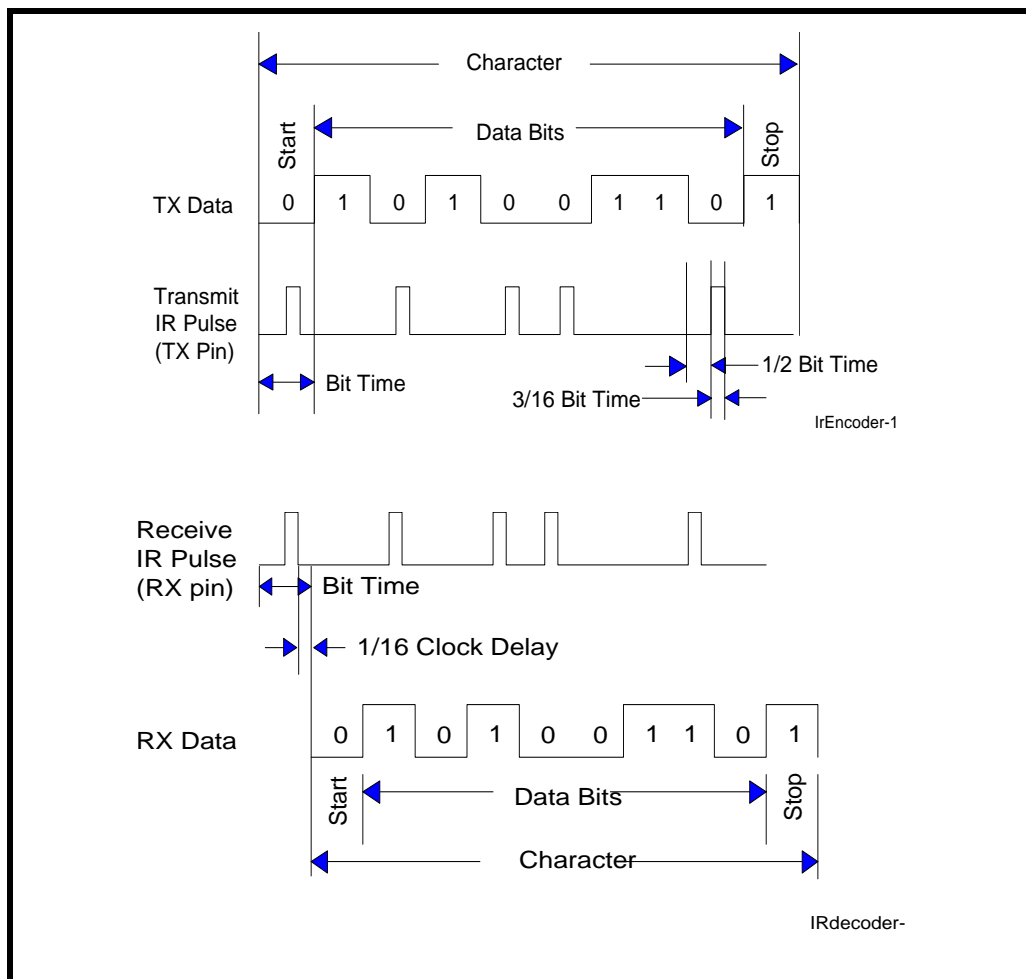 Character
Start
Data Bits
Stop
TX Data
0 1 0 1 0 0 1 1 0 1
Transmit
IR Pulse
(TX Pin)
Bit Time
1/2 Bit Time
3/16 Bit Time
IrEncoder-1
Receive
IR Pulse
(RX pin)
Bit Time
1/16 Clock Delay
RX Data
0 1 0 1 0 0 1 1 0 1
Start
Data Bits
Stop
Character
IRdecoder-